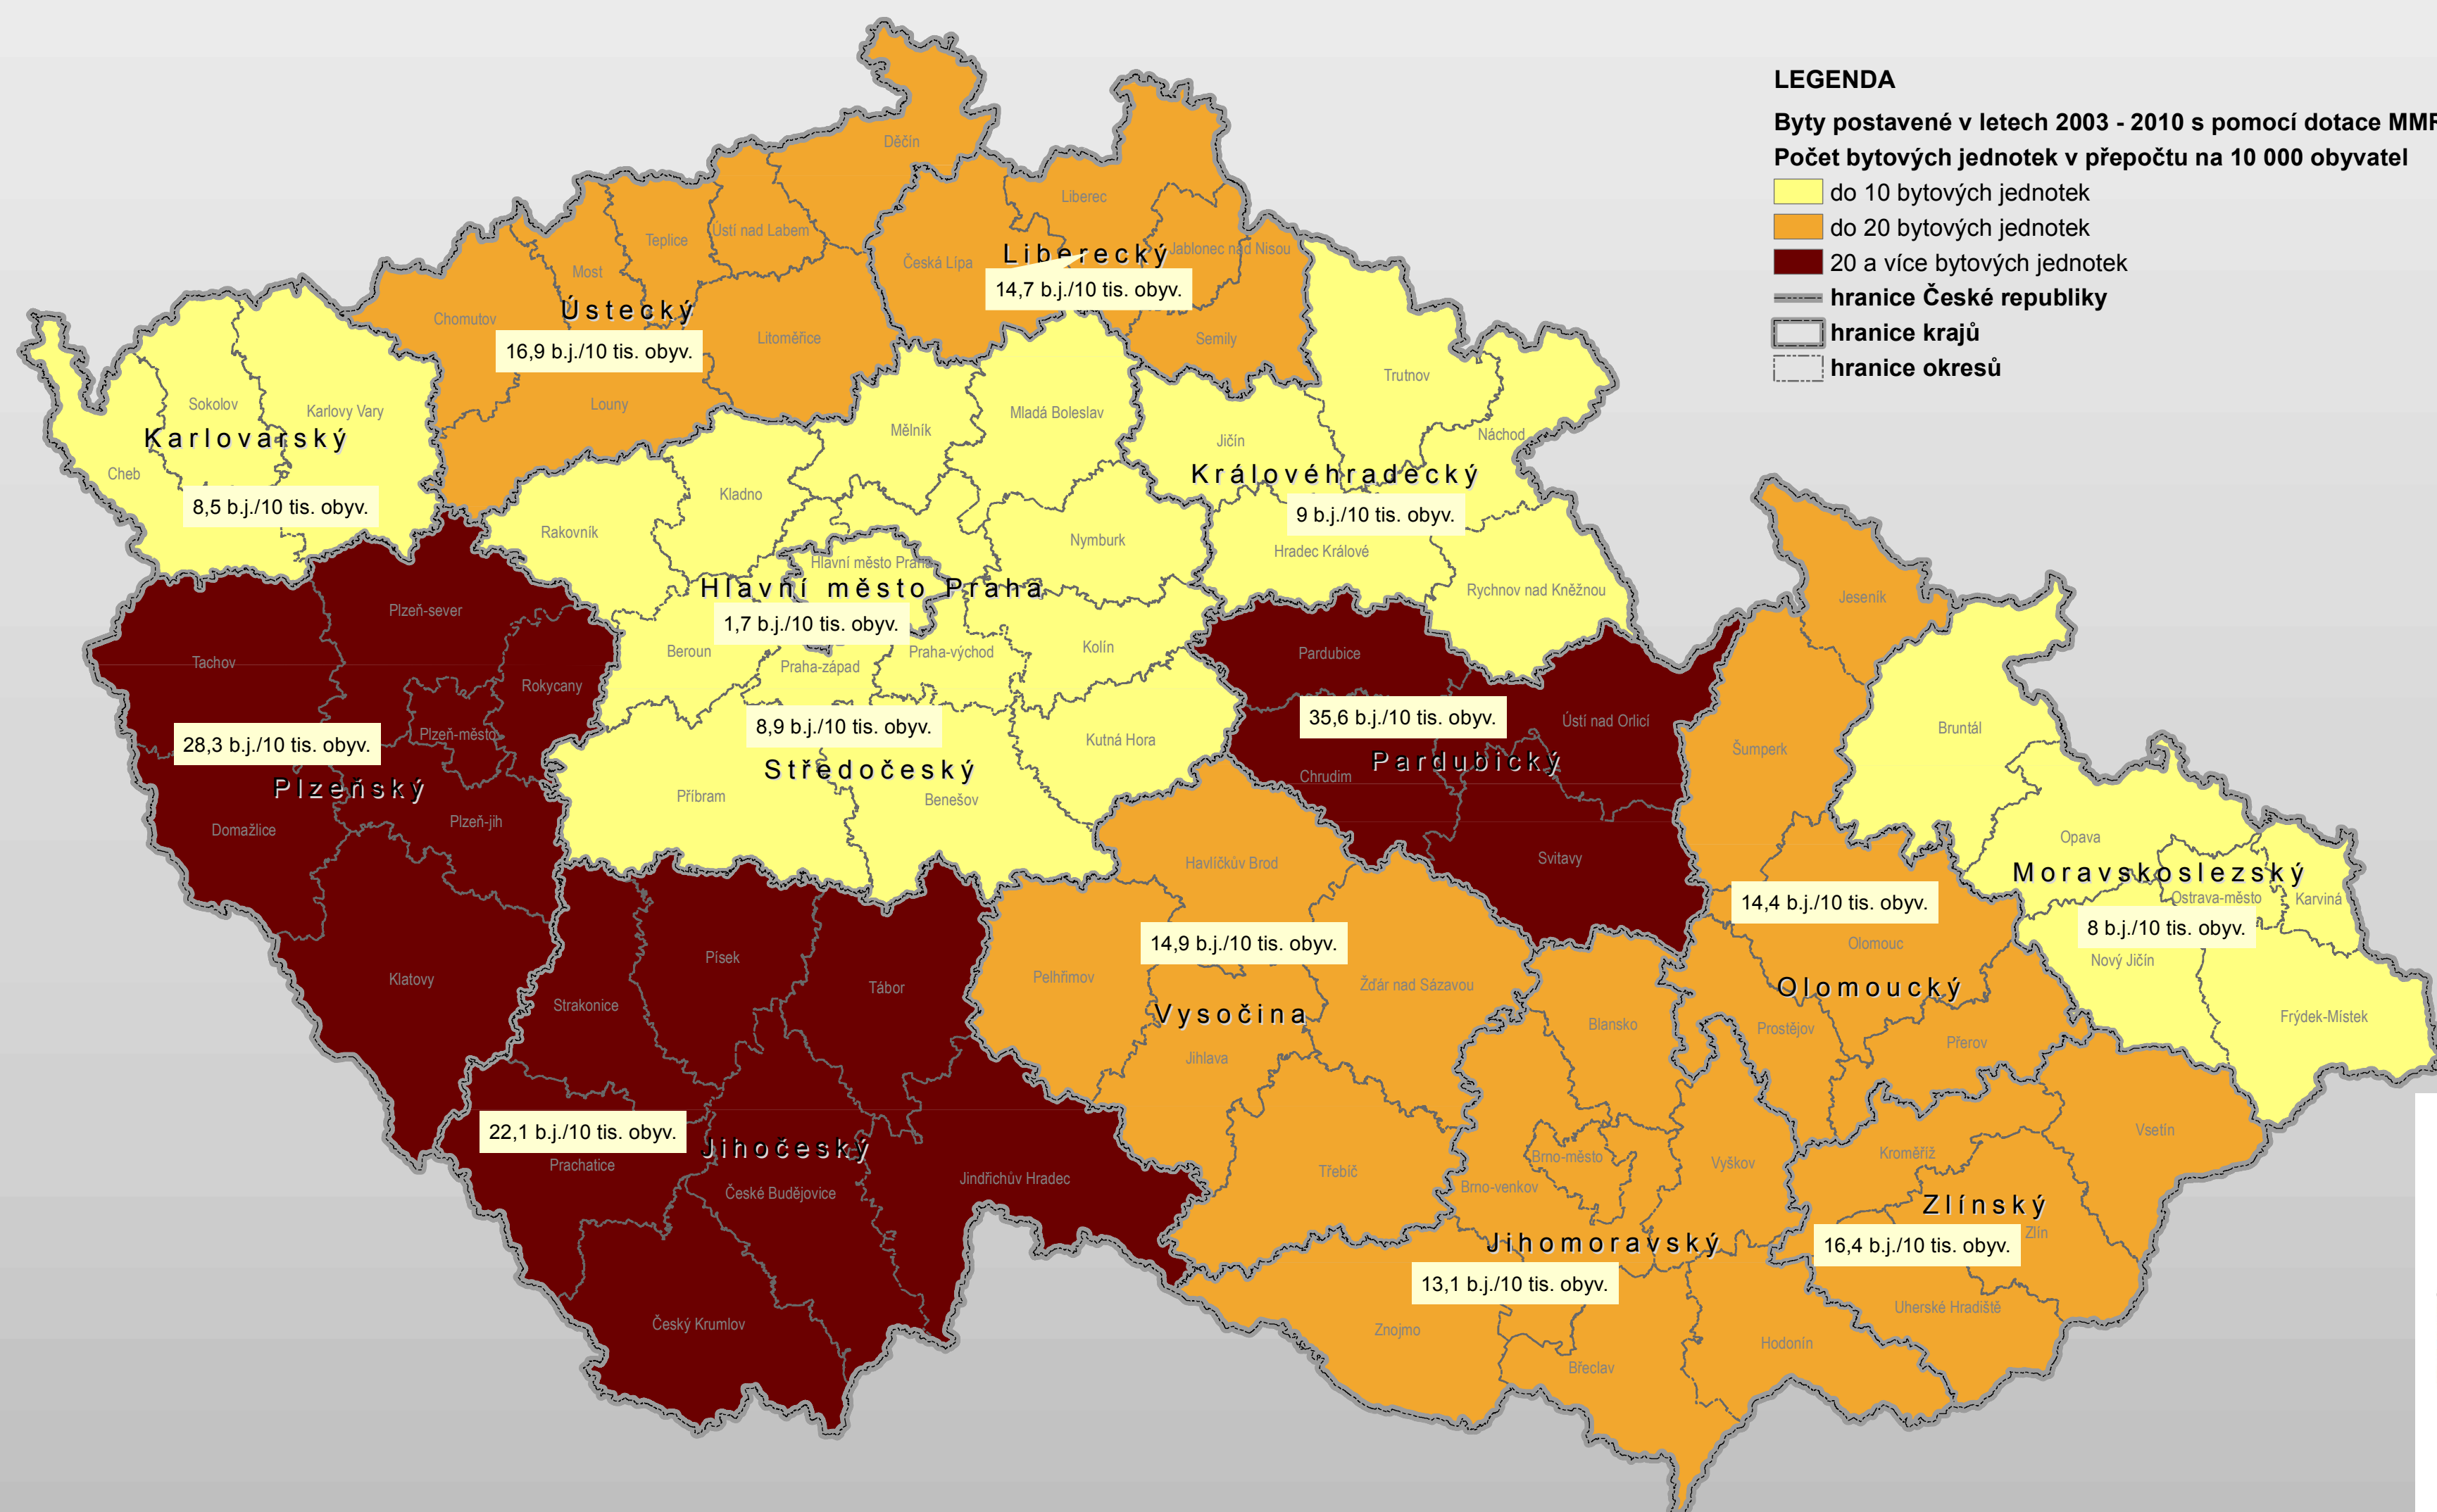 LEGENDA
Byty postavené v letech 2003 - 2010 s pomocí dotace MMR
Počet bytových jednotek v přepočtu na 10 000 obyvatel
do 10 bytových jednotek
do 20 bytových jednotek
20 a více bytových jednotek
hranice České republiky
hranice krajů
hranice okresů
Děčín
Liberec
Ústí nad Labem
Teplice
Jablonec nad Nisou
Liberecký
Česká Lípa
Most
14,7 b.j./10 tis. obyv.
Ústecký
Chomutov
Litoměřice
Semily
16,9 b.j./10 tis. obyv.
Trutnov
Sokolov
Louny
Karlovy Vary
Mladá Boleslav
Mělník
Náchod
Karlovarský
Jičín
Cheb
Královéhradecký
Kladno
8,5 b.j./10 tis. obyv.
9 b.j./10 tis. obyv.
Rakovník
Nymburk
Hradec Králové
Hlavní město Praha
Hlavní město Praha
Rychnov nad Kněžnou
Jeseník
Plzeň-sever
1,7 b.j./10 tis. obyv.
Beroun
Praha-východ
Kolín
Pardubice
Tachov
Praha-západ
Rokycany
35,6 b.j./10 tis. obyv.
Ústí nad Orlicí
8,9 b.j./10 tis. obyv.
Bruntál
Plzeň-město
28,3 b.j./10 tis. obyv.
Kutná Hora
Šumperk
Pardubický
Středočeský
Chrudim
Plzeňský
Příbram
Benešov
Plzeň-jih
Domažlice
Opava
Svitavy
Havlíčkův Brod
Moravskoslezský
Ostrava-město
Karviná
14,4 b.j./10 tis. obyv.
8 b.j./10 tis. obyv.
14,9 b.j./10 tis. obyv.
Olomouc
Písek
Nový Jičín
Klatovy
Pelhřimov
Žďár nad Sázavou
Tábor
Olomoucký
Strakonice
Vysočina
Frýdek-Místek
Blansko
Prostějov
Přerov
Jihlava
22,1 b.j./10 tis. obyv.
Vsetín
Jihočeský
Kroměříž
Brno-město
Prachatice
Vyškov
Třebíč
Jindřichův Hradec
Brno-venkov
České Budějovice
Zlínský
Zlín
Jihomoravský
16,4 b.j./10 tis. obyv.
13,1 b.j./10 tis. obyv.
Uherské Hradiště
Český Krumlov
Znojmo
Hodonín
Břeclav